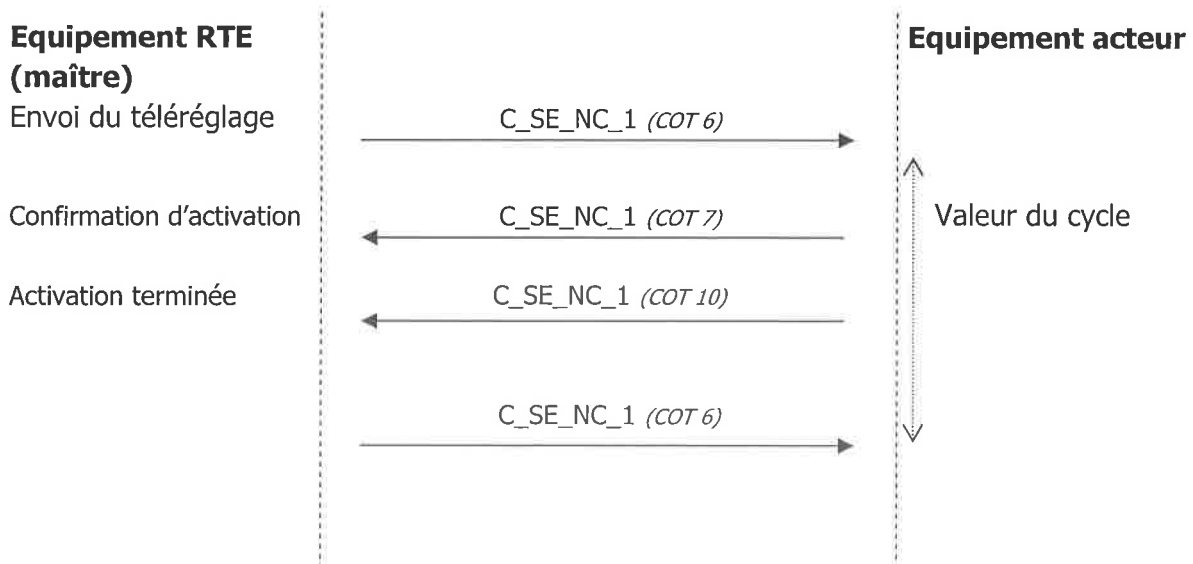 Equipement RTE
(maître)
Equipement acteur
Envoi du téléréglage
C_SE_NC_1 (COT 6)
Confirmation d'activation
C_SE_NC_1 (COT 7)
Valeur du cycle
Activation terminée
C_SE_NC_1 (COT 10)
C_SE_NC_1 (COT 6)